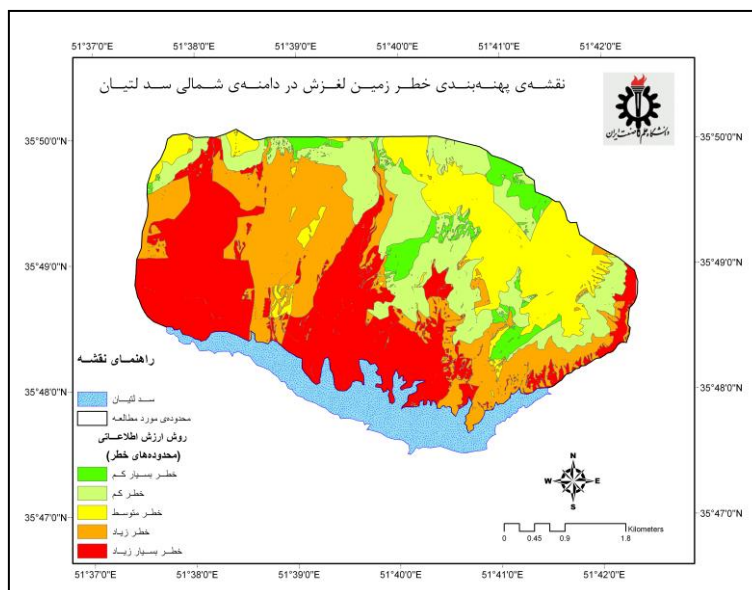 51°37'0"E 51°38'0"E 51°39'0"E 51°40'0"E 51°41'0"E 51°42'0"E
نقشه‌ی پهنه‌بندی خطر زمین لغزش در دامنه‌ی شمالی سد لتیان
دانشگاه علم و صنعت ایران
35°50'0"N 35°50'0"N
35°49'0"N 35°49'0"N
35°48'0"N 35°48'0"N
35°47'0"N 35°47'0"N
راهنمای نقشه
سد لتیان
محدوده‌ی مورد مطالعه
روش ارزش اطلاعاتی
(محدوده‌های خطر)
خطر بسیار کم
خطر کم
خطر متوسط
خطر زیاد
خطر بسیار زیاد
N
W E
S
Kilometers
0 0.45 0.9 1.8
51°37'0"E 51°38'0"E 51°39'0"E 51°40'0"E 51°41'0"E 51°42'0"E